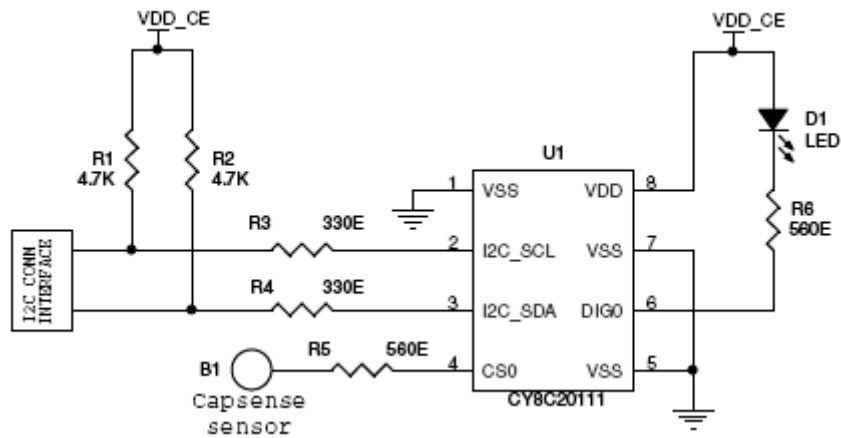 VDD_CE
VDD_CE
D1
LED
U1
R1
4.7K
R2
4.7K
1
VSS
VDD
8
R6
560E
R3
330E
2
I2C_SCL
VSS
7
I2C CONN
INTERFACE
R4
330E
3
I2C_SDA
DIG0
6
R5
560E
B1
4
CS0
VSS
5
CY8C20111
Capsense
sensor